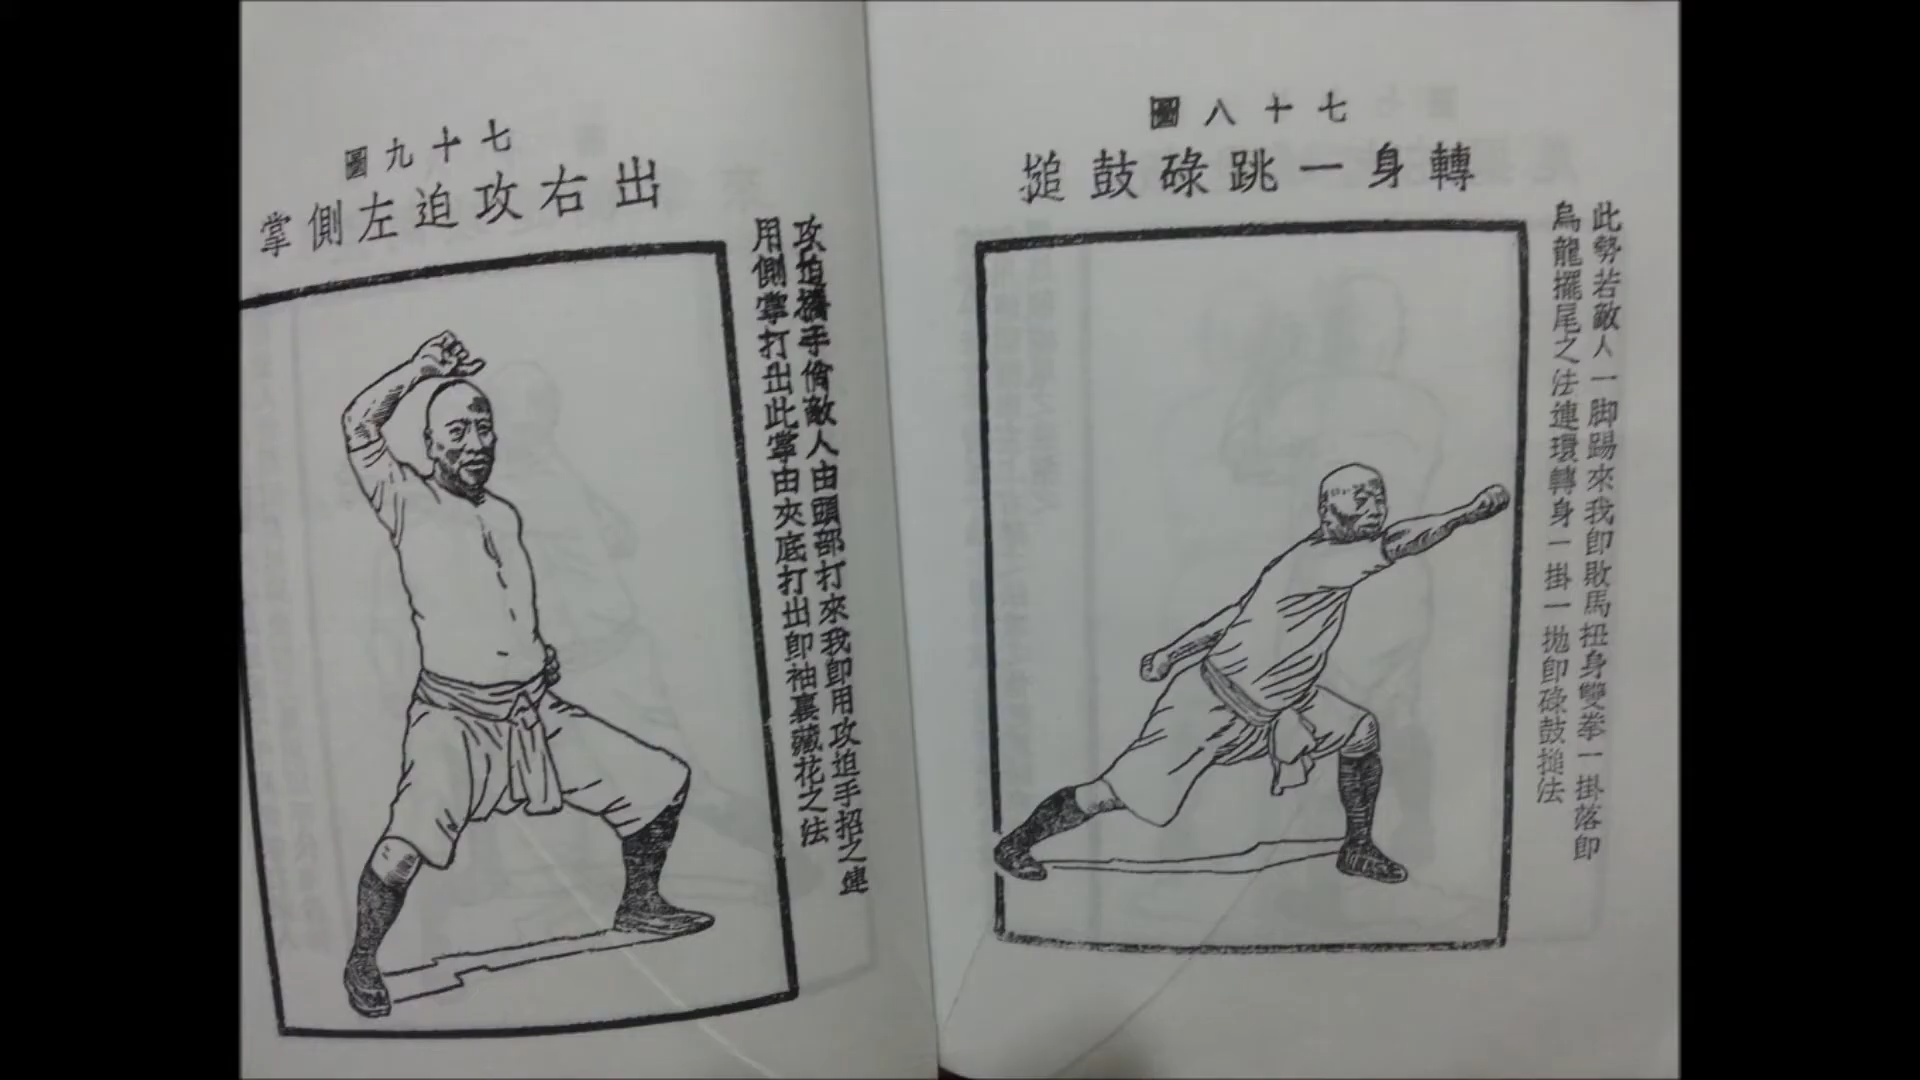 七十八圖
轉身一跳碌鼓搥
此勢若敵人一脚踢來我卽敗馬扭身雙拳一掛落卽
烏龍擺尾之法連環轉身一掛一拋卽碌鼓搥法
七十九圖
出右攻迫左側掌
攻迫橋手倘敵人由頭部打來我卽用攻迫手招之連
用側掌打出此掌由夾底打出卽袖裏藏花之法